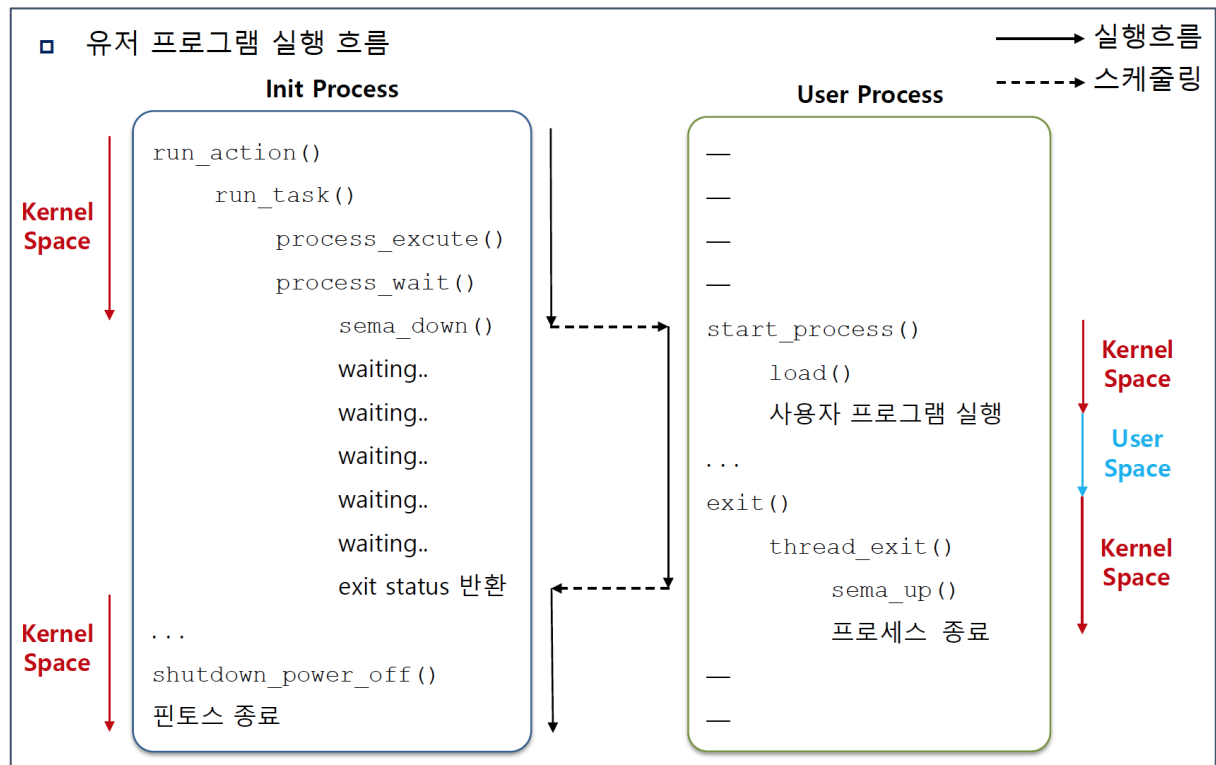 유저 프로그램 실행 흐름
실행흐름
스케줄링
Init Process
User Process
Kernel
Space
run_action()
run_task()
process_excute()
process_wait()
sema_down()
waiting..
waiting..
waiting..
waiting..
waiting..
exit status 반환
...
shutdown_power_off()
핀토스 종료
Kernel
Space
—
—
—
—
start_process()
load()
사용자 프로그램 실행
...
exit()
thread_exit()
sema_up()
프로세스 종료
—
—
Kernel
Space
User
Space
Kernel
Space